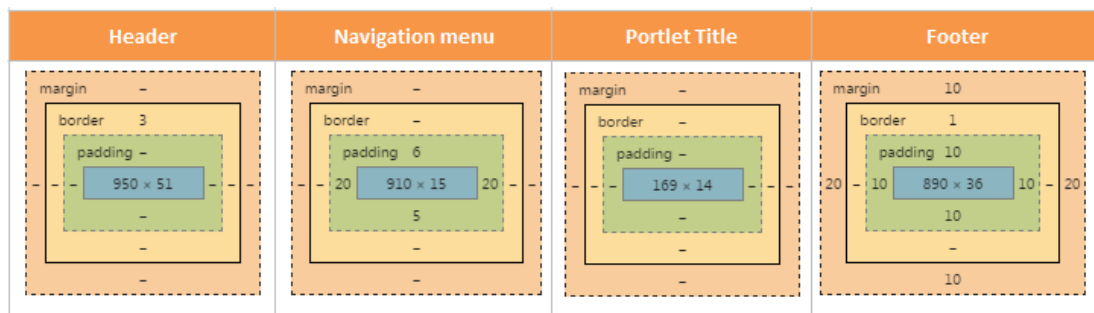 Header Navigation menu Portlet Title Footer
margin – margin – margin – margin 10
border 3 border – border – border 1
padding – padding 6 padding – padding 10
– – – 950 × 51 – – – – – 20 910 × 15 20 – – – – – 169 × 14 – – – 20 – 10 890 × 36 10 – 20
– 5 – 10
– – – –
– – – 10